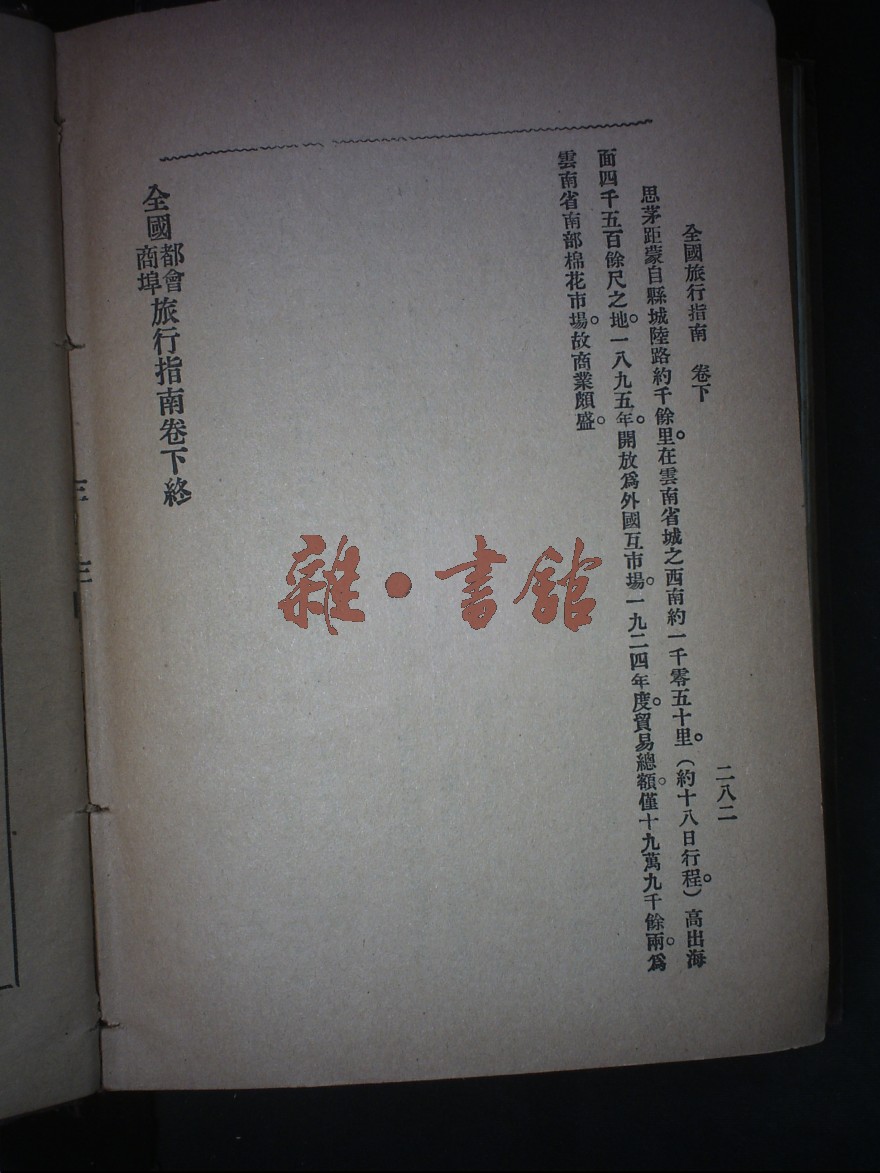 全國旅行指南　卷下　二八二
思茅距蒙自縣城陸路約千餘里。在雲南省城之西南約一千零五十里。(約十八日行程。)高出海
面四千五百餘尺之地。一八九五年。開放爲外國互市場。一九二四年度。貿易總額。僅十九萬九千餘兩。爲
雲南省南部棉花市場。故商業頗盛。
全國都會商埠旅行指南卷下終
雜·書館